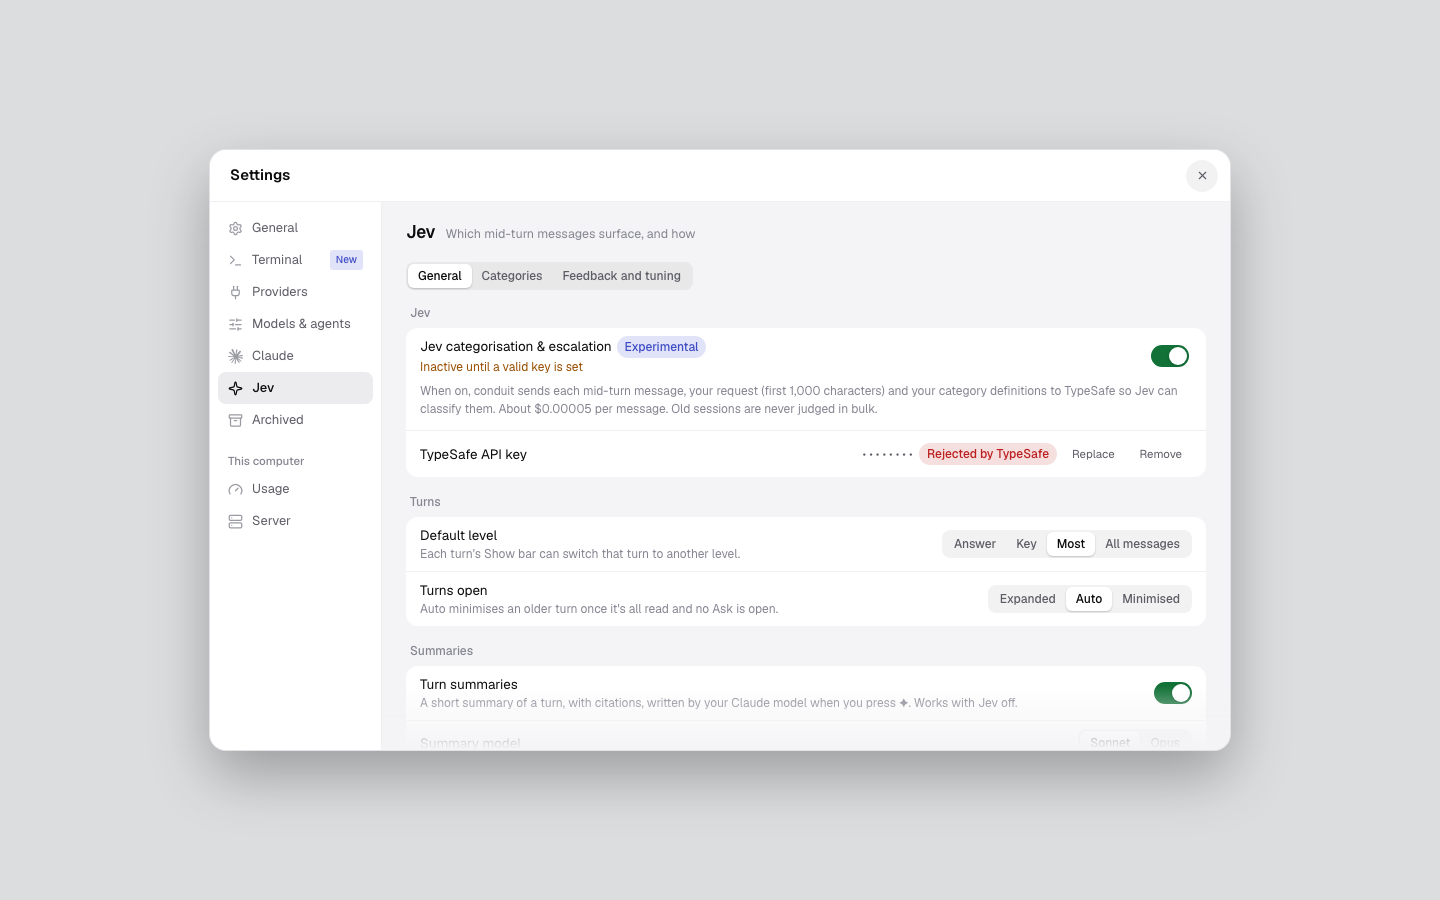 Settings
General
Terminal New
Providers
Models & agents
Claude
Jev
Archived
This computer
Usage
Server
Jev Which mid-turn messages surface, and how
General Categories Feedback and tuning
Jev
Jev categorisation & escalation Experimental
Inactive until a valid key is set
When on, conduit sends each mid-turn message, your request (first 1,000 characters) and your category definitions to TypeSafe so Jev can
classify them. About $0.00005 per message. Old sessions are never judged in bulk.
TypeSafe API key •••••••• Rejected by TypeSafe Replace Remove
Turns
Default level
Each turn's Show bar can switch that turn to another level.
Answer Key Most All messages
Turns open
Auto minimises an older turn once it's all read and no Ask is open.
Expanded Auto Minimised
Summaries
Turn summaries
A short summary of a turn, with citations, written by your Claude model when you press ✦. Works with Jev off.
Summary model Sonnet Opus